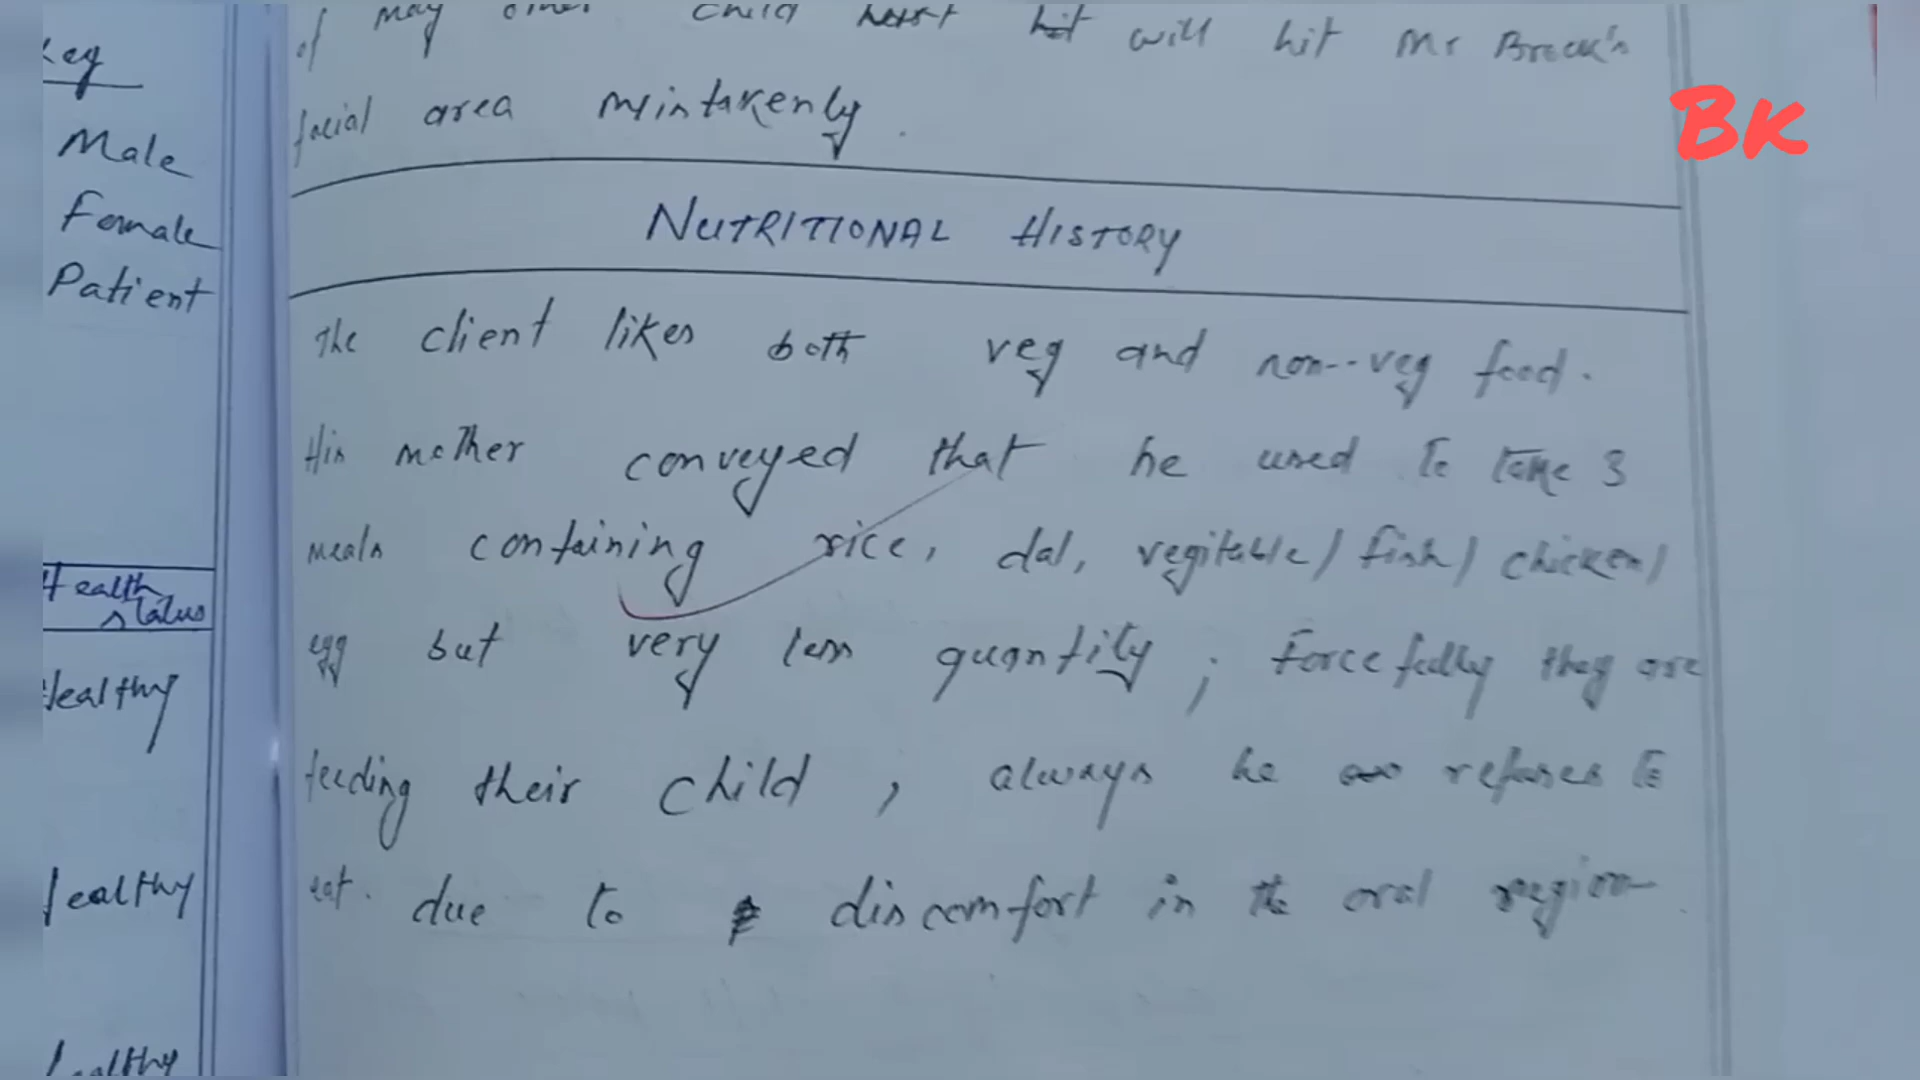 Key
Male
Female
Patient
Health
status
Healthy
Healthy
Healthy
of may other child hit will hit Mr Brock's
facial area mistakenly.
BK
NUTRITIONAL HISTORY
The client likes both veg and non--veg food.
His mother conveyed that he used to take 3
meals containing rice, dal, vegitable/ fish/ chicken/
egg but very less quantity; Forcefully they are
feeding their child, always he refuses to
eat. due to discomfort in the oral region